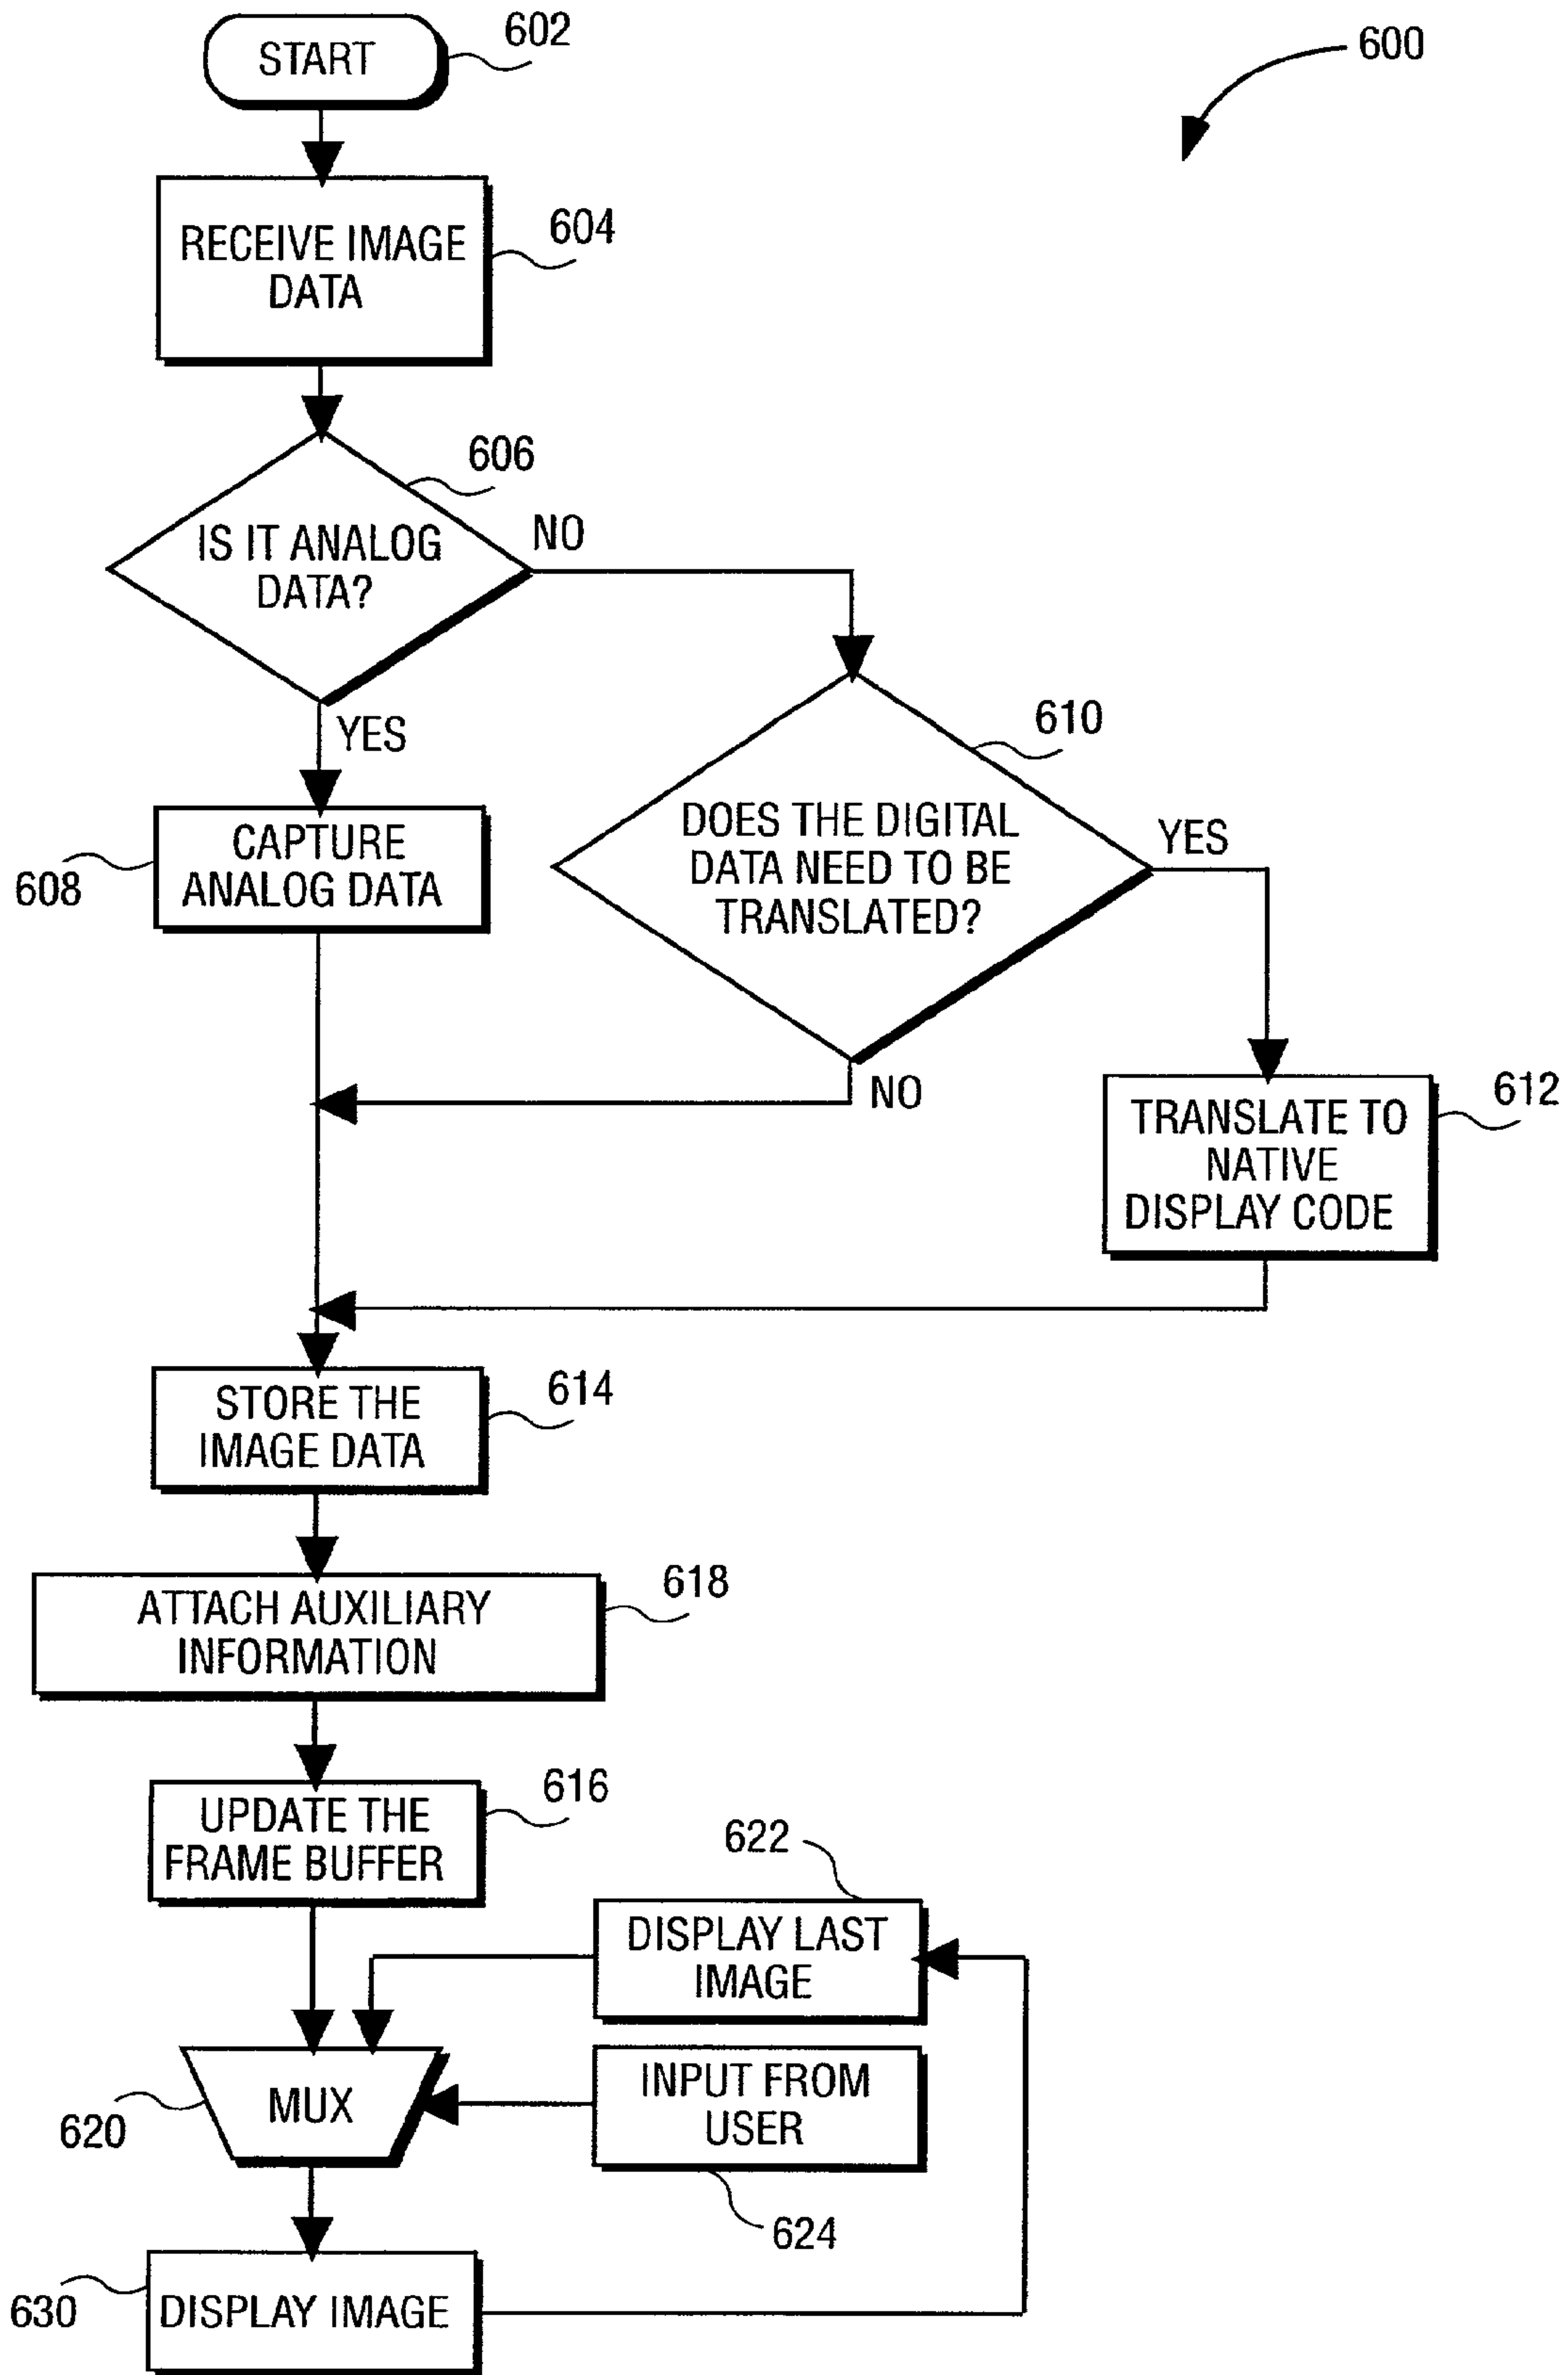 START
602
600
RECEIVE IMAGE
DATA
604
606
IS IT ANALOG
DATA?
NO
YES
610
CAPTURE
ANALOG DATA
608
DOES THE DIGITAL
DATA NEED TO BE
TRANSLATED?
YES
NO
612
TRANSLATE TO
NATIVE
DISPLAY CODE
STORE THE
IMAGE DATA
614
ATTACH AUXILIARY
INFORMATION
618
UPDATE THE
FRAME BUFFER
616
622
DISPLAY LAST
IMAGE
MUX
620
INPUT FROM
USER
624
DISPLAY IMAGE
630